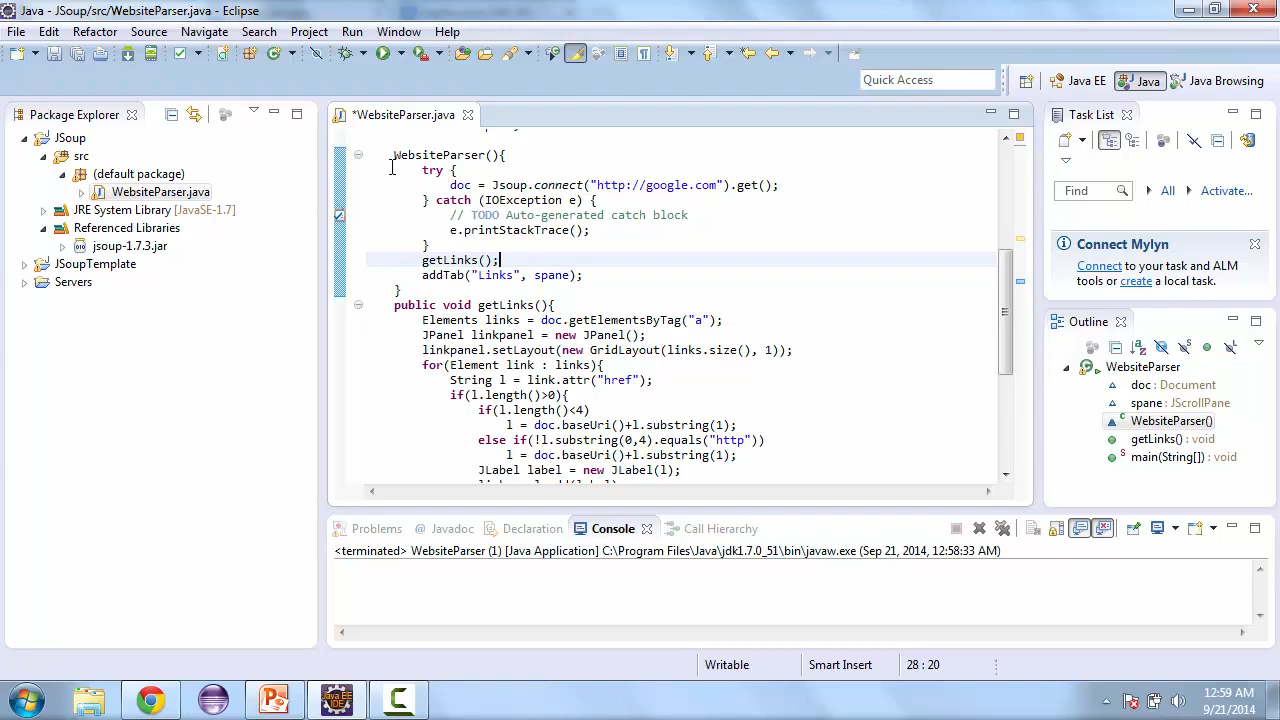 Java - JSoup/src/WebsiteParser.java - Eclipse
File Edit Refactor Source Navigate Search Project Run Window Help
Quick Access
Java EE
Java
Java Browsing
Package Explorer
JSoup
src
(default package)
WebsiteParser.java
JRE System Library [JavaSE-1.7]
Referenced Libraries
jsoup-1.7.3.jar
JSoupTemplate
Servers
*WebsiteParser.java
WebsiteParser(){
try {
doc = Jsoup.connect("http://google.com").get();
} catch (IOException e) {
// TODO Auto-generated catch block
e.printStackTrace();
}
getLinks();
addTab("Links", spane);
}
public void getLinks(){
Elements links = doc.getElementsByTag("a");
JPanel linkpanel = new JPanel();
linkpanel.setLayout(new GridLayout(links.size(), 1));
for(Element link : links){
String l = link.attr("href");
if(l.length()>0){
if(l.length()<4)
l = doc.baseUri()+l.substring(1);
else if(!l.substring(0,4).equals("http"))
l = doc.baseUri()+l.substring(1);
JLabel label = new JLabel(l);
Task List
Find
All
Activate...
Connect Mylyn
Connect to your task and ALM
tools or create a local task.
Outline
WebsiteParser
doc : Document
spane : JScrollPane
WebsiteParser()
getLinks() : void
main(String[]) : void
Problems
Javadoc
Declaration
Console
Call Hierarchy
<terminated> WebsiteParser (1) [Java Application] C:\Program Files\Java\jdk1.7.0_51\bin\javaw.exe (Sep 21, 2014, 12:58:33 AM)
Writable
Smart Insert
28 : 20
Java EE
IDE
12:59 AM
9/21/2014